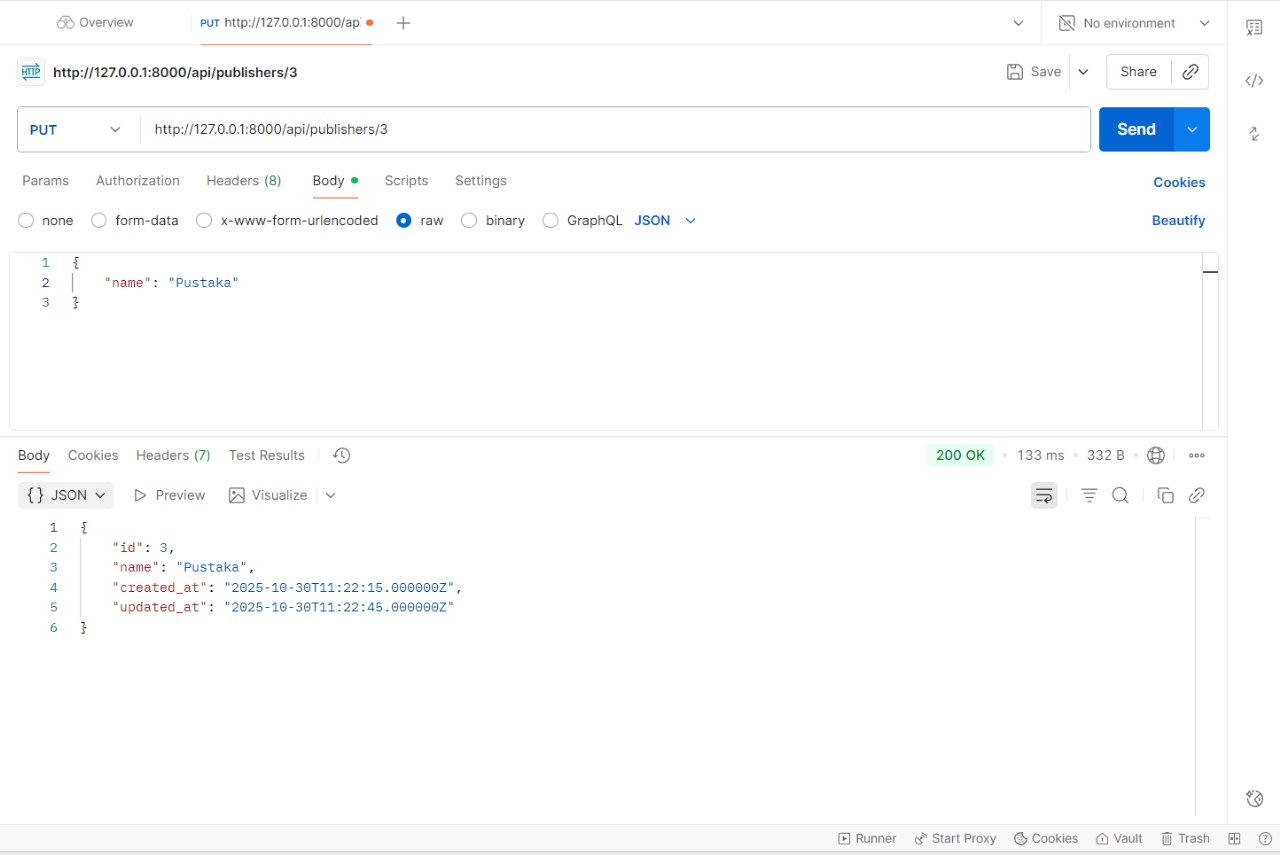 Overview
PUT http://127.0.0.1:8000/ap
No environment
HTTP http://127.0.0.1:8000/api/publishers/3
Save
Share
PUT
http://127.0.0.1:8000/api/publishers/3
Send
Params
Authorization
Headers (8)
Body
Scripts
Settings
Cookies
none
form-data
x-www-form-urlencoded
raw
binary
GraphQL
JSON
Beautify
1 {
2 "name": "Pustaka"
3 }
Body
Cookies
Headers (7)
Test Results
200 OK
133 ms
332 B
{} JSON
Preview
Visualize
1 {
2 "id": 3,
3 "name": "Pustaka",
4 "created_at": "2025-10-30T11:22:15.000000Z",
5 "updated_at": "2025-10-30T11:22:45.000000Z"
6 }
Runner
Start Proxy
Cookies
Vault
Trash